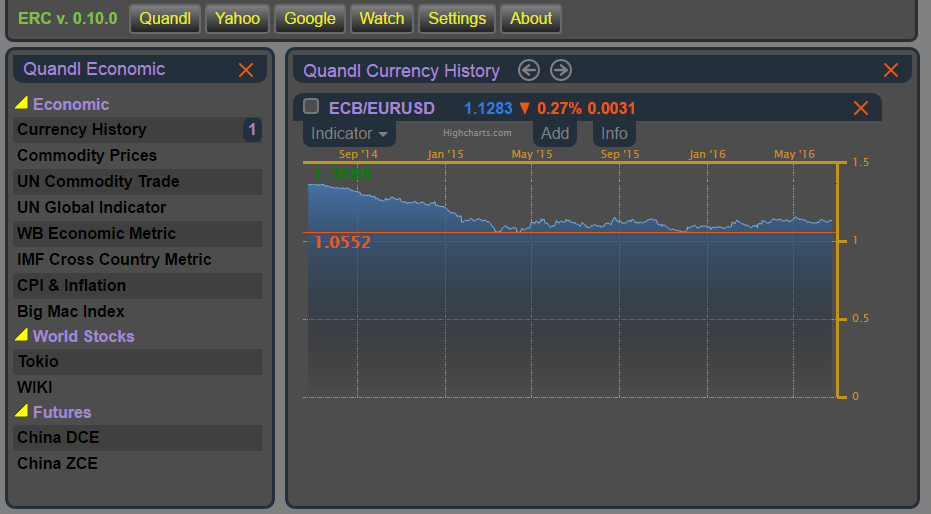 ERC v. 0.10.0 Quandl Yahoo Google Watch Settings About
Quandl Economic
Economic
Currency History 1
Commodity Prices
UN Commodity Trade
UN Global Indicator
WB Economic Metric
IMF Cross Country Metric
CPI & Inflation
Big Mac Index
World Stocks
Tokio
WIKI
Futures
China DCE
China ZCE
Quandl Currency History
ECB/EURUSD 1.1283 ▼ 0.27% 0.0031
Indicator Highcharts.com Add Info
Sep '14 Jan '15 May '15 Sep '15 Jan '16 May '16
1.5
1.3688
1.0552
1
0.5
0